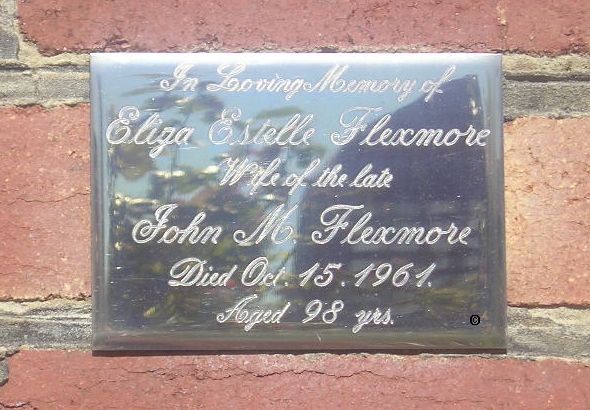 In Loving Memory of
Eliza Estelle Flexmore
Wife of the late
John M. Flexmore
Died Oct. 15. 1961.
Aged 98 yrs.
©